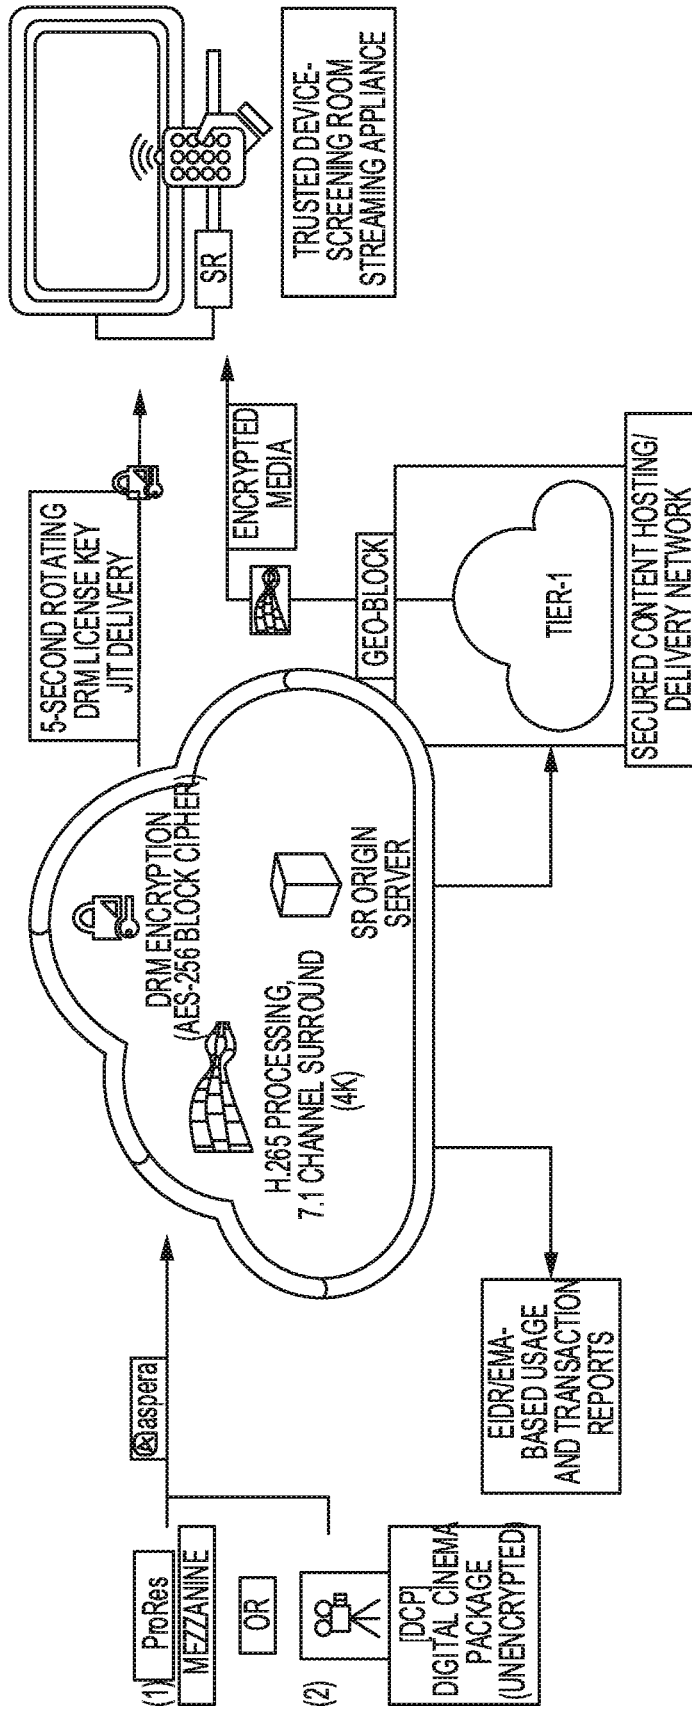 (1)
ProRes
MEZZANINE
OR
(2)
[DCP]
DIGITAL CINEMA
PACKAGE
(UNENCRYPTED)
aspera
EIDR/EMA-
BASED USAGE
AND TRANSACTION
REPORTS
DRM ENCRYPTION
(AES-256 BLOCK CIPHER)
H.265 PROCESSING,
7.1 CHANNEL SURROUND
(4K)
SR ORIGIN
SERVER
5-SECOND ROTATING
DRM LICENSE KEY
JIT DELIVERY
ENCRYPTED
MEDIA
GEO-BLOCK
TIER-1
SECURED CONTENT HOSTING/
DELIVERY NETWORK
SR
TRUSTED DEVICE-
SCREENING ROOM
STREAMING APPLIANCE